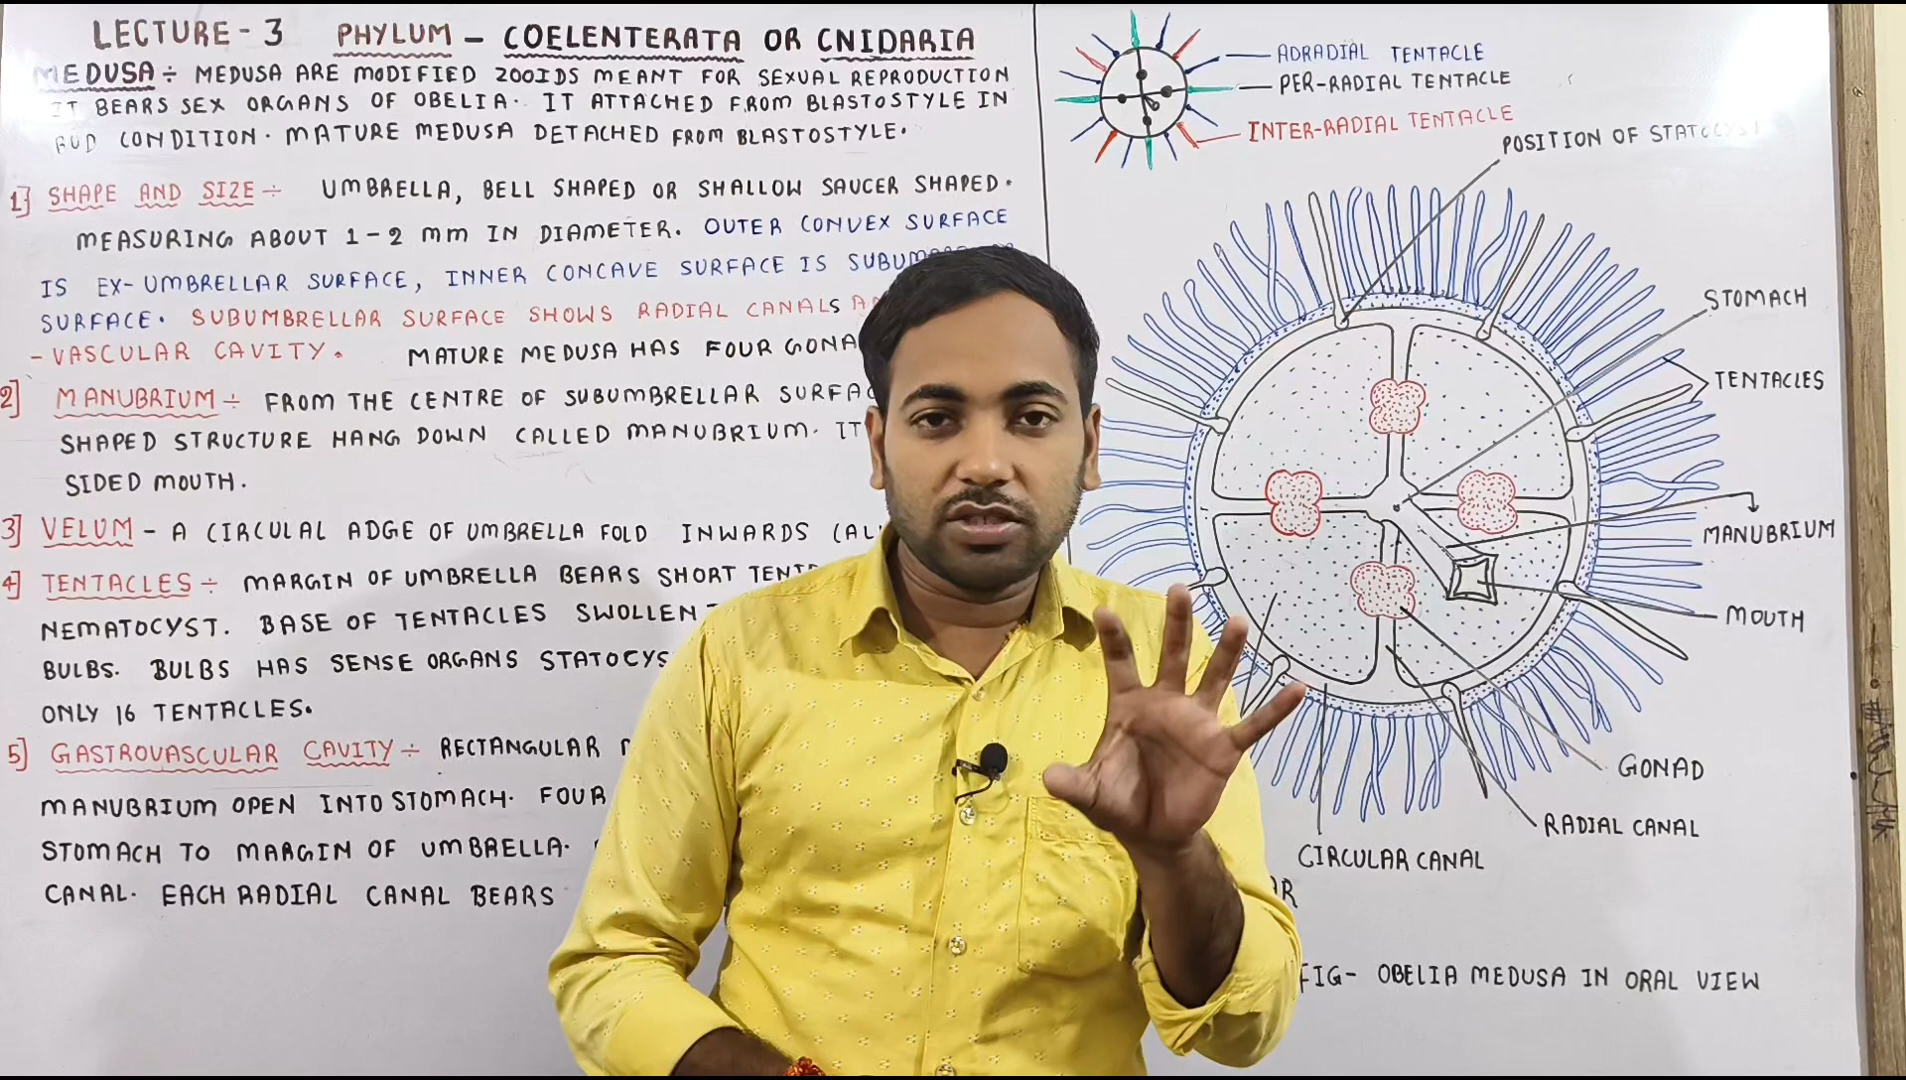 LECTURE - 3 PHYLUM - COELENTERATA OR CNIDARIA
MEDUSA ÷ MEDUSA ARE MODIFIED ZOOIDS MEANT FOR SEXUAL REPRODUCTION
IT BEARS SEX ORGANS OF OBELIA. IT ATTACHED FROM BLASTOSTYLE IN
BUD CONDITION. MATURE MEDUSA DETACHED FROM BLASTOSTYLE.
1] SHAPE AND SIZE ÷ UMBRELLA, BELL SHAPED OR SHALLOW SAUCER SHAPED.
MEASURING ABOUT 1-2 mm IN DIAMETER. OUTER CONVEX SURFACE
IS EX-UMBRELLAR SURFACE, INNER CONCAVE SURFACE IS
SURFACE. SUBUMBRELLAR SURFACE SHOWS RADIAL CANALS
- VASCULAR CAVITY. MATURE MEDUSA HAS FOUR
2] MANUBRIUM ÷ FROM THE CENTRE OF SUBUMBRELLAR
SHAPED STRUCTURE HANG DOWN CALLED MANUBRIUM. IT
SIDED MOUTH.
3] VELUM - A CIRCULAR ADGE OF UMBRELLA FOLD INWARDS
4] TENTACLES ÷ MARGIN OF UMBRELLA BEARS SHORT
NEMATOCYST. BASE OF TENTACLES SWOLLEN
BULBS. BULBS HAS SENSE ORGANS
ONLY 16 TENTACLES.
5] GASTROVASCULAR CAVITY ÷ RECTANGULAR
MANUBRIUM OPEN INTO STOMACH. FOUR
STOMACH TO MARGIN OF UMBRELLA.
CANAL. EACH RADIAL CANAL BEARS
ADRADIAL TENTACLE
PER-RADIAL TENTACLE
INTER-RADIAL TENTACLE
POSITION OF STATOCYST
STOMACH
TENTACLES
MANUBRIUM
MOUTH
GONAD
RADIAL CANAL
CIRCULAR CANAL
FIG- OBELIA MEDUSA IN ORAL VIEW